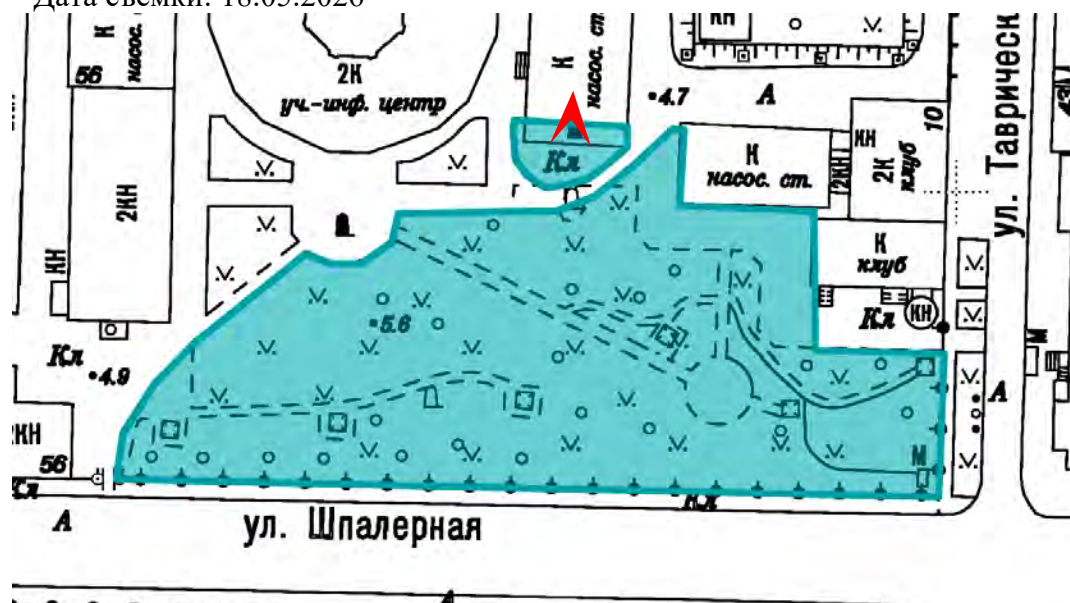 Дата съемки: 18.05.2026
КН
К
насос.
56
2К
уч.-инф. центр
К
насос. ст.
4.7
А
10
ул. Таврическ
43
Кл
г
К
насос. ст.
2КН
КН
2К
клуб
2КН
КН
К
клуб
Кл
КН
М
5.6
Кл
4.9
А
КН
56
М
Кл
Кл
А
ул. Шпалерная